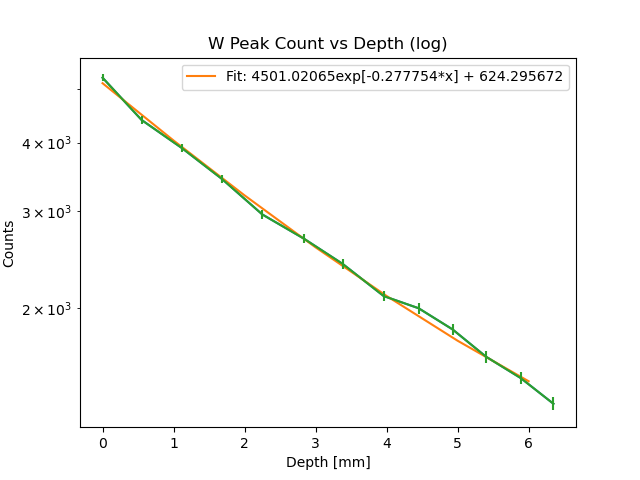 W Peak Count vs Depth (log)
Fit: 4501.02065exp[-0.277754*x] + 624.295672
4 × 10³
3 × 10³
2 × 10³
Counts
0 1 2 3 4 5 6
Depth [mm]